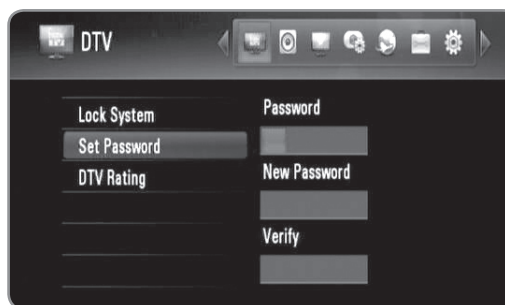 DTV
Lock System
Set Password
DTV Rating
Password
New Password
Verify